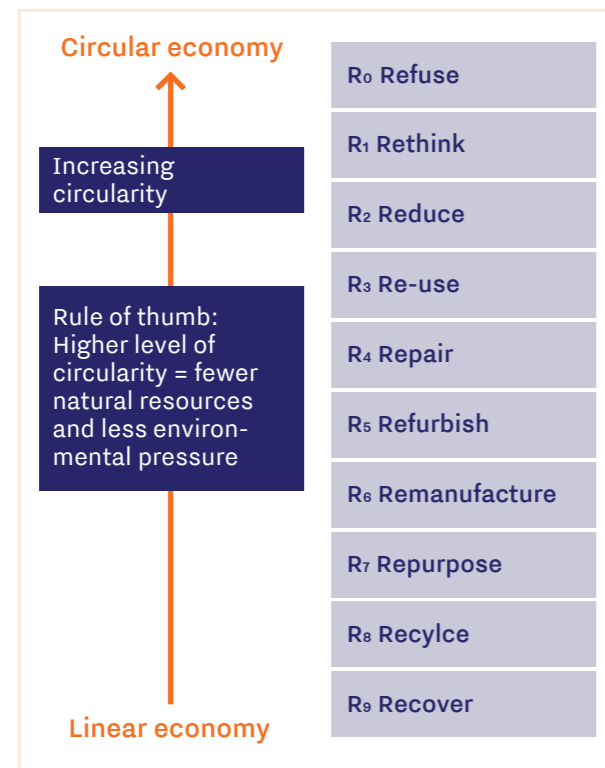 Circular economy
Increasing
circularity
Rule of thumb:
Higher level of
circularity = fewer
natural resources
and less environ-
mental pressure
Linear economy
R₀ Refuse
R₁ Rethink
R₂ Reduce
R₃ Re-use
R₄ Repair
R₅ Refurbish
R₆ Remanufacture
R₇ Repurpose
R₈ Recylce
R₉ Recover